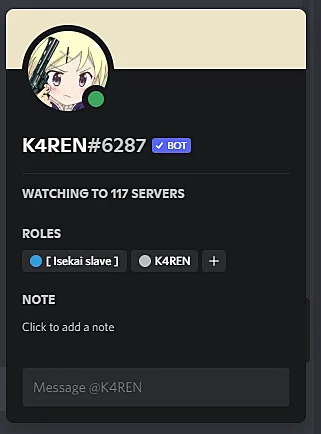 K4REN#6287 ✓ BOT
WATCHING TO 117 SERVERS
ROLES
[ Isekai slave ] K4REN +
NOTE
Click to add a note
Message @K4REN